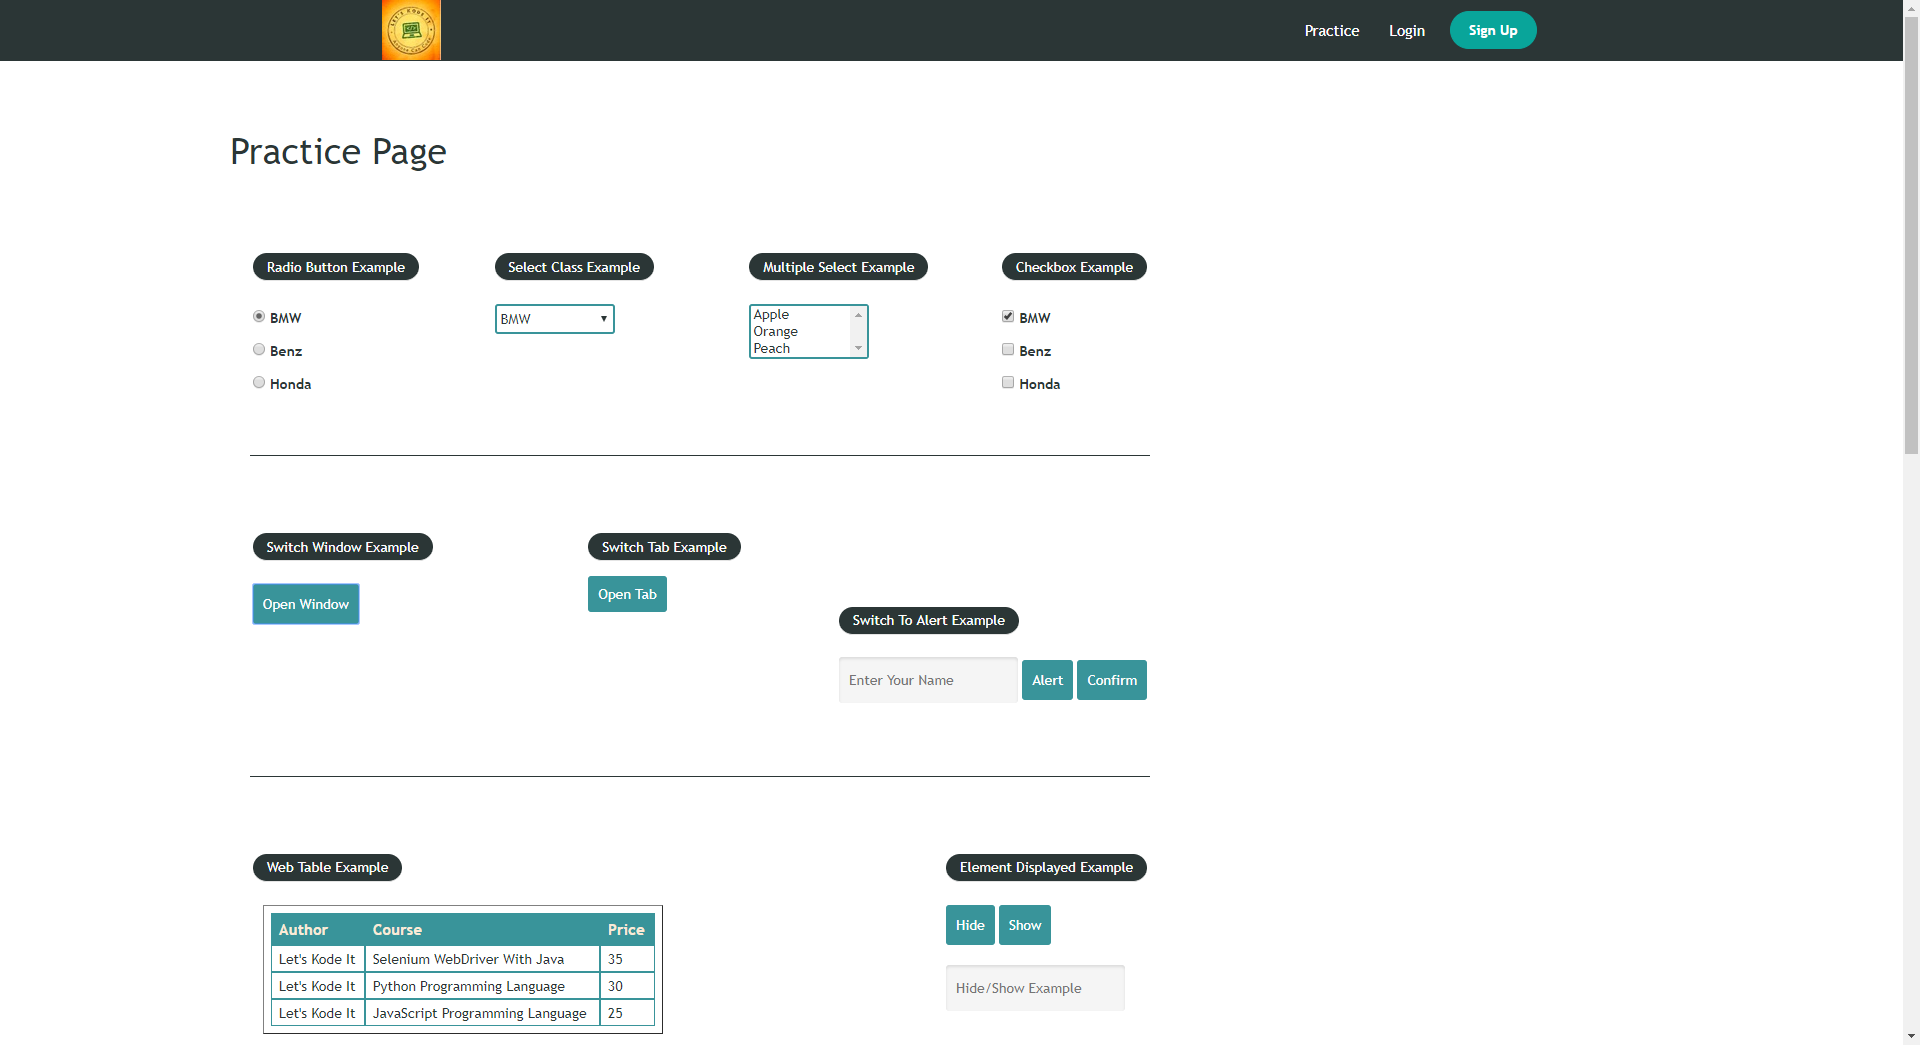 LET'S KODE IT
Practice
Login
Sign Up
Practice Page
Radio Button Example
Select Class Example
Multiple Select Example
Checkbox Example
BMW
Benz
Honda
BMW
Apple
Orange
Peach
BMW
Benz
Honda
Switch Window Example
Open Window
Switch Tab Example
Open Tab
Switch To Alert Example
Enter Your Name
Alert
Confirm
Web Table Example
Author Course Price
Let's Kode It Selenium WebDriver With Java 35
Let's Kode It Python Programming Language 30
Let's Kode It JavaScript Programming Language 25
Element Displayed Example
Hide
Show
Hide/Show Example